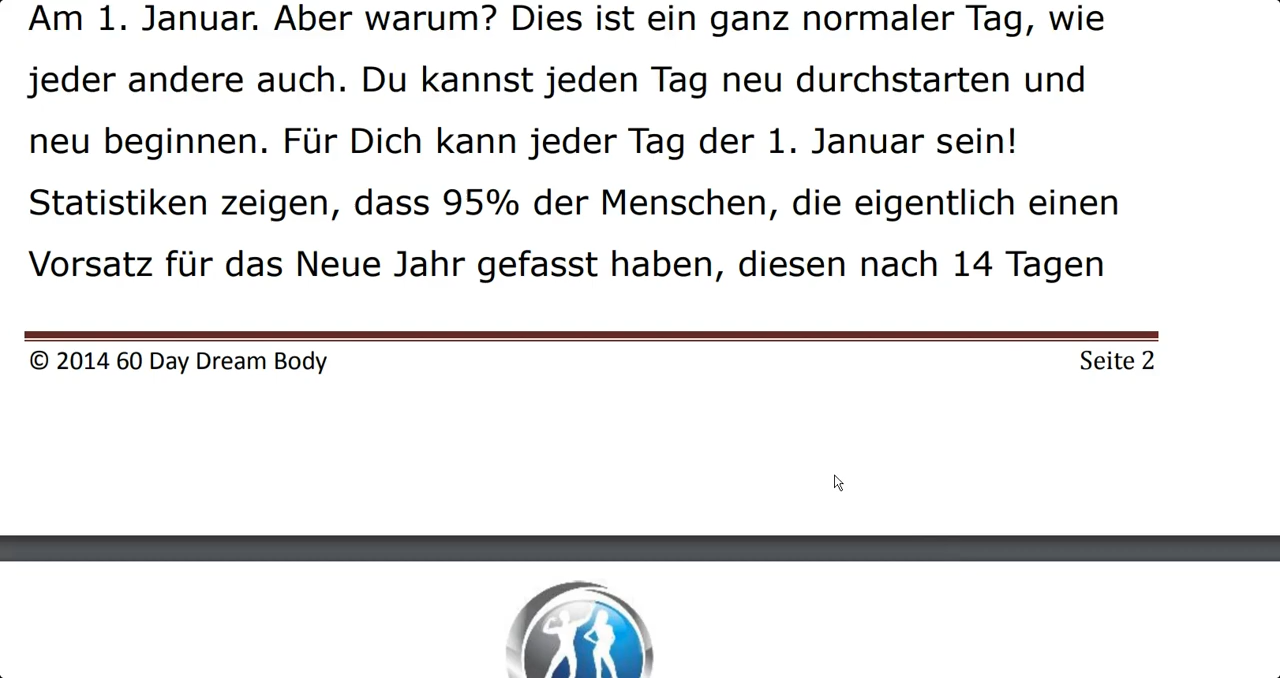 Am 1. Januar. Aber warum? Dies ist ein ganz normaler Tag, wie
jeder andere auch. Du kannst jeden Tag neu durchstarten und
neu beginnen. Für Dich kann jeder Tag der 1. Januar sein!
Statistiken zeigen, dass 95% der Menschen, die eigentlich einen
Vorsatz für das Neue Jahr gefasst haben, diesen nach 14 Tagen
© 2014 60 Day Dream Body Seite 2